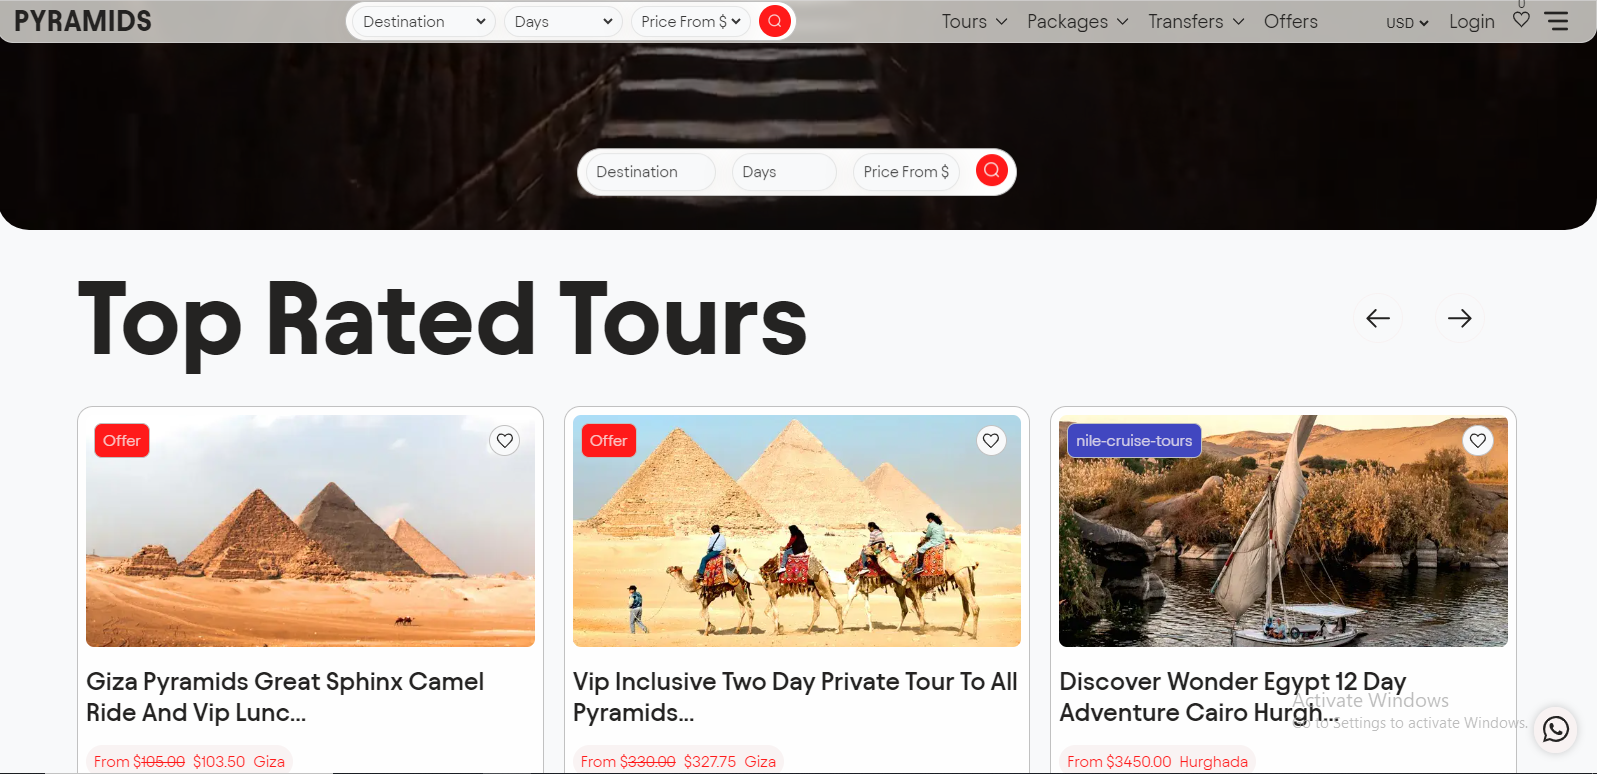 PYRAMIDS
Destination Days Price From $
Tours Packages Transfers Offers USD Login 0
Destination Days Price From $
Top Rated Tours
Offer
Giza Pyramids Great Sphinx Camel
Ride And Vip Lunc...
From $105.00 $103.50 Giza
Offer
Vip Inclusive Two Day Private Tour To All
Pyramids...
From $330.00 $327.75 Giza
nile-cruise-tours
Discover Wonder Egypt 12 Day
Adventure Cairo Hurgh...
From $3450.00 Hurghada
Activate Windows
Go to Settings to activate Windows.